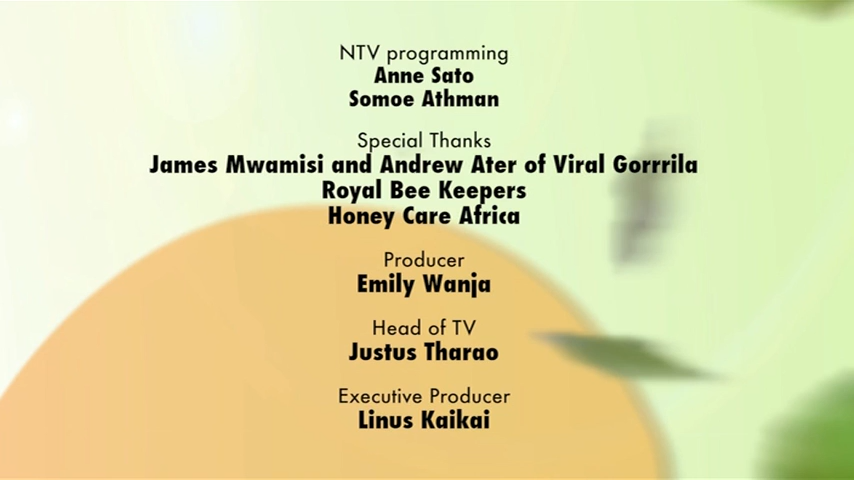 NTV programming
Anne Sato
Somoe Athman
Special Thanks
James Mwamisi and Andrew Ater of Viral Gorrrila
Royal Bee Keepers
Honey Care Africa
Producer
Emily Wanja
Head of TV
Justus Tharao
Executive Producer
Linus Kaikai